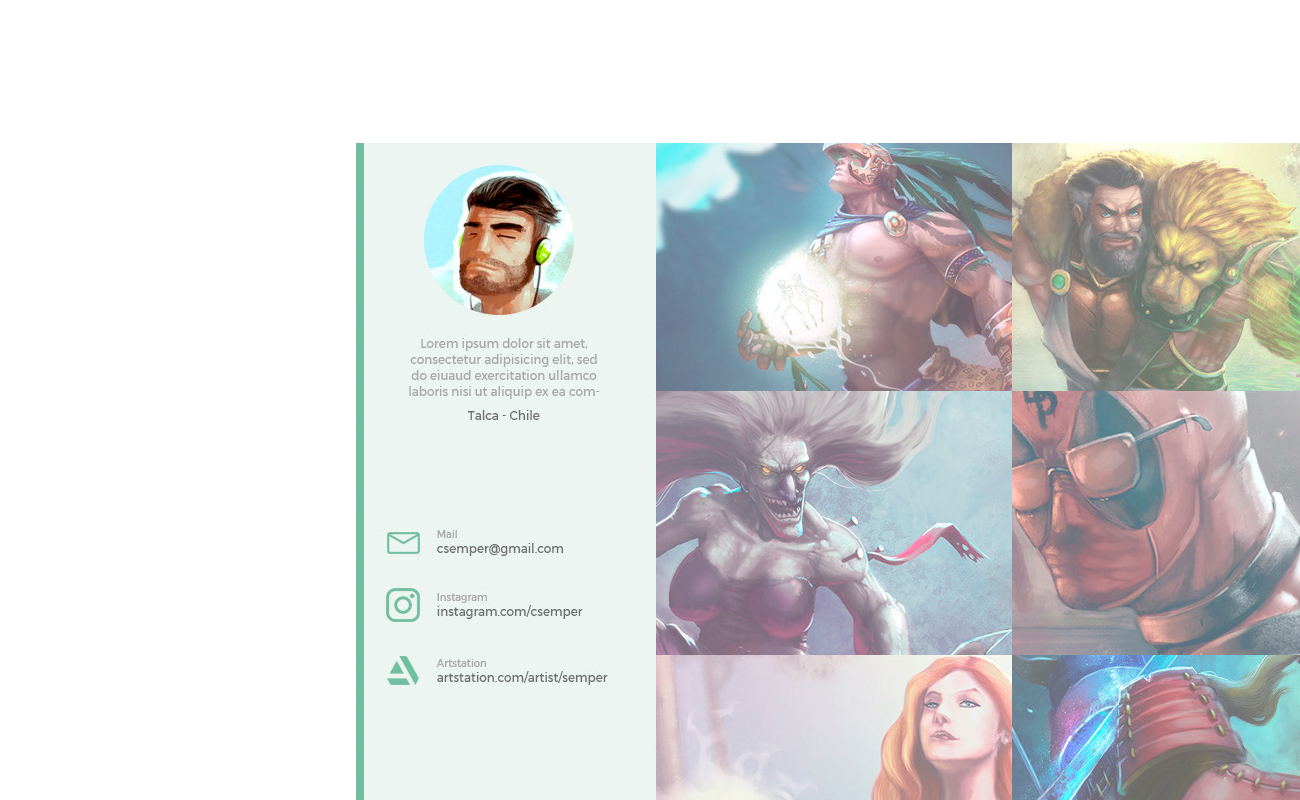 Lorem ipsum dolor sit amet,
consectetur adipisicing elit, sed
do eiuaud exercitation ullamco
laboris nisi ut aliquip ex ea com-
Talca - Chile
Mail
csemper@gmail.com
Instagram
instagram.com/csemper
Artstation
artstation.com/artist/semper